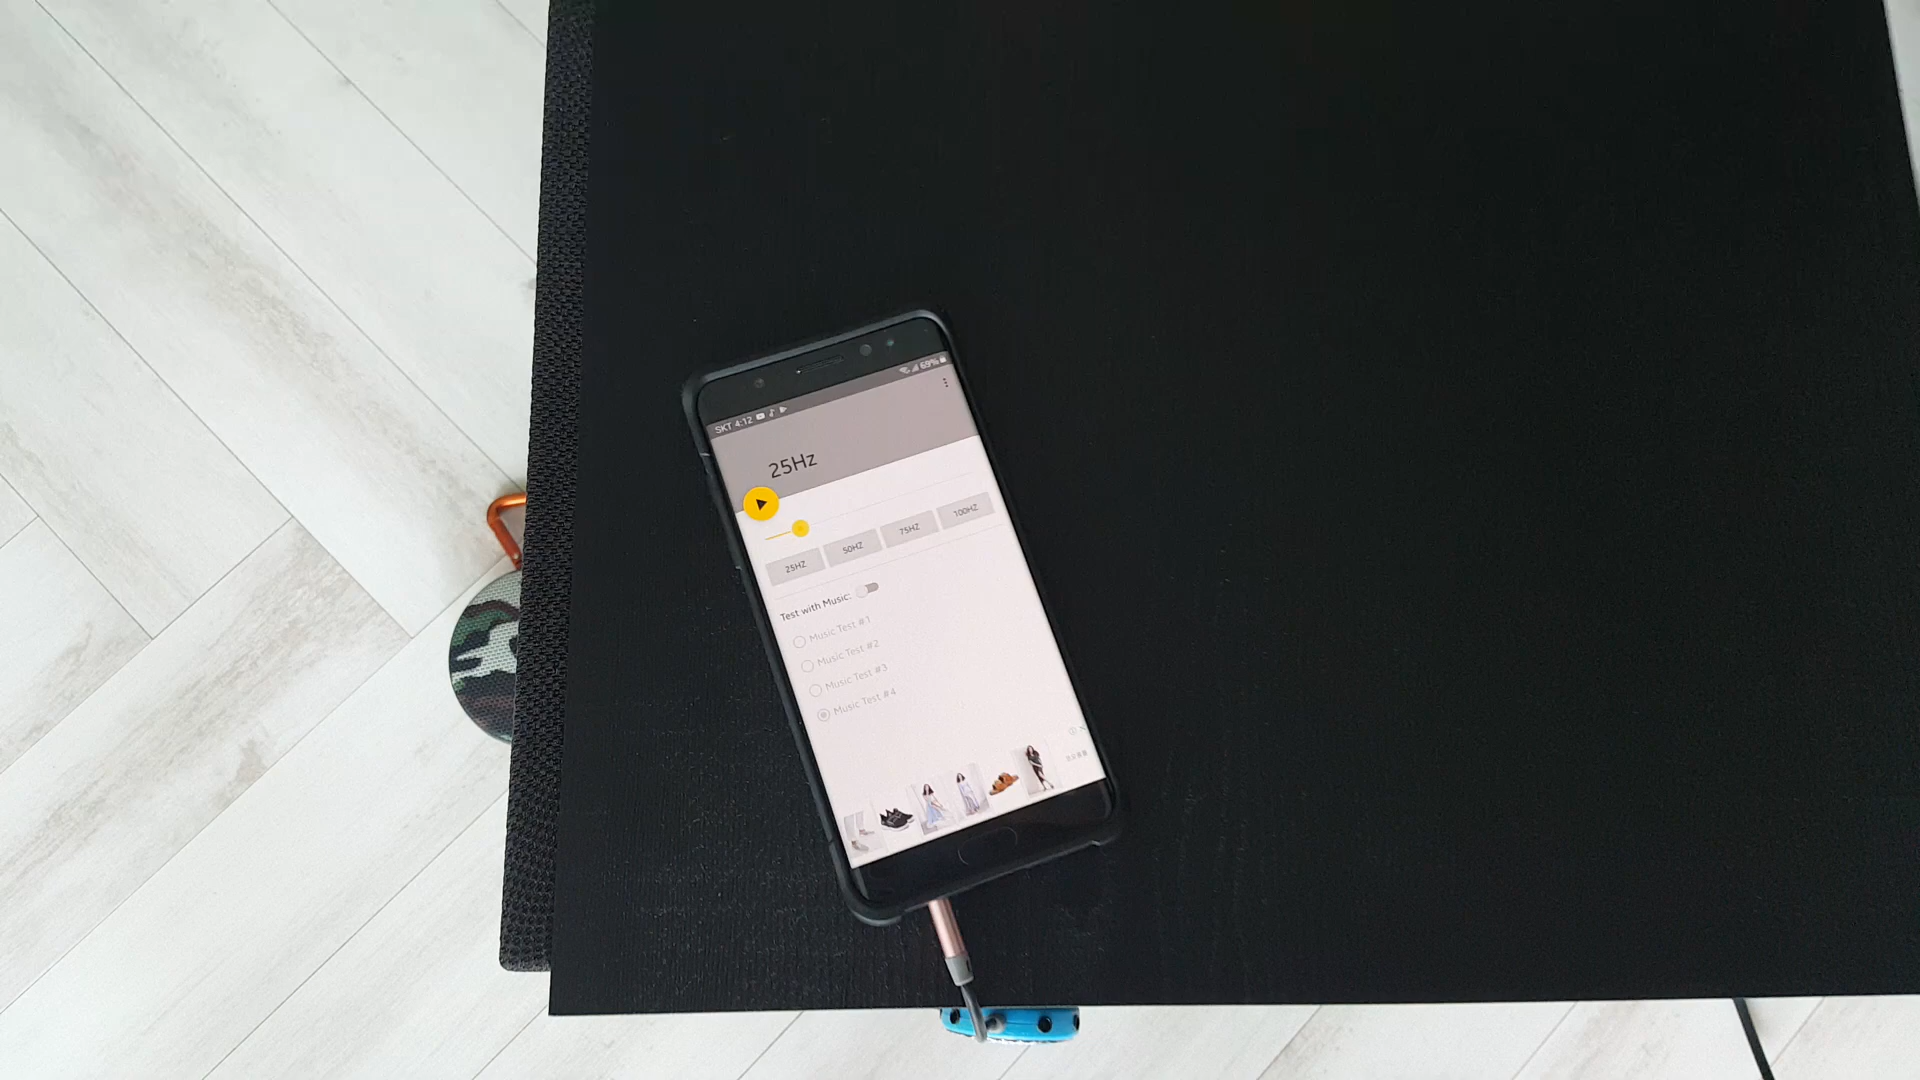 SKT 4:12
69%
25Hz
25HZ 50HZ 75HZ 100HZ
Test with Music:
Music Test #1
Music Test #2
Music Test #3
Music Test #4